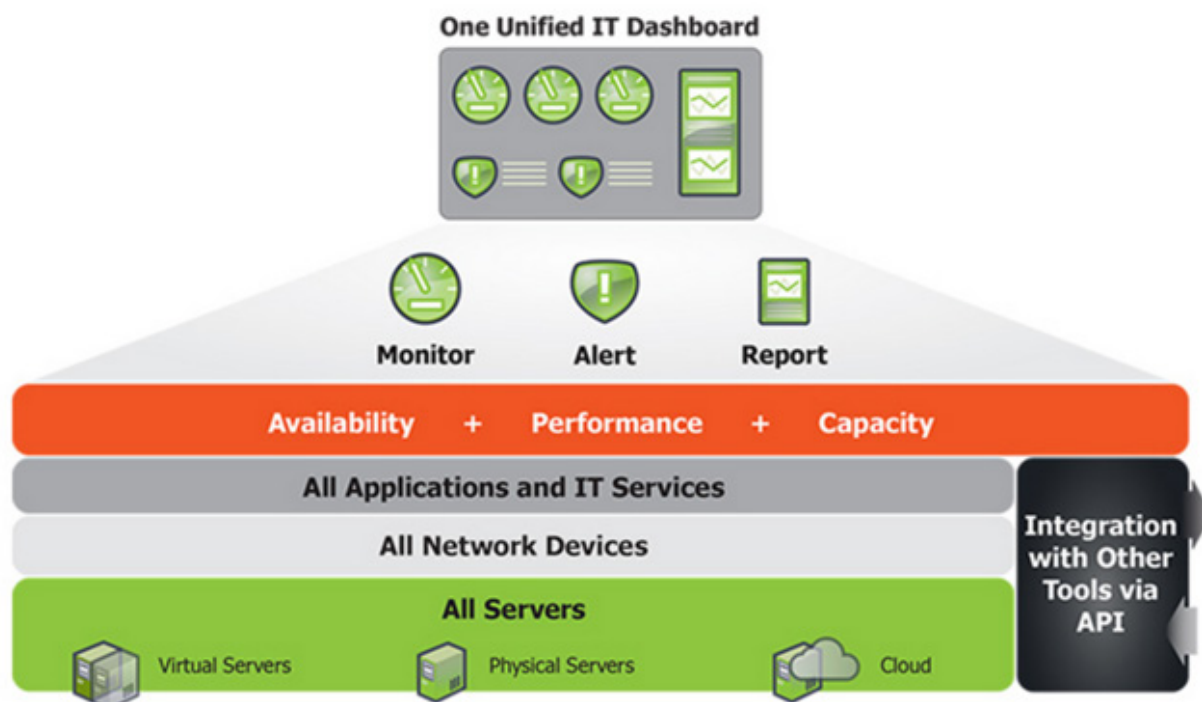 One Unified IT Dashboard
Monitor Alert Report
Availability + Performance + Capacity
All Applications and IT Services
All Network Devices
All Servers
Virtual Servers Physical Servers Cloud
Integration
with Other
Tools via
API